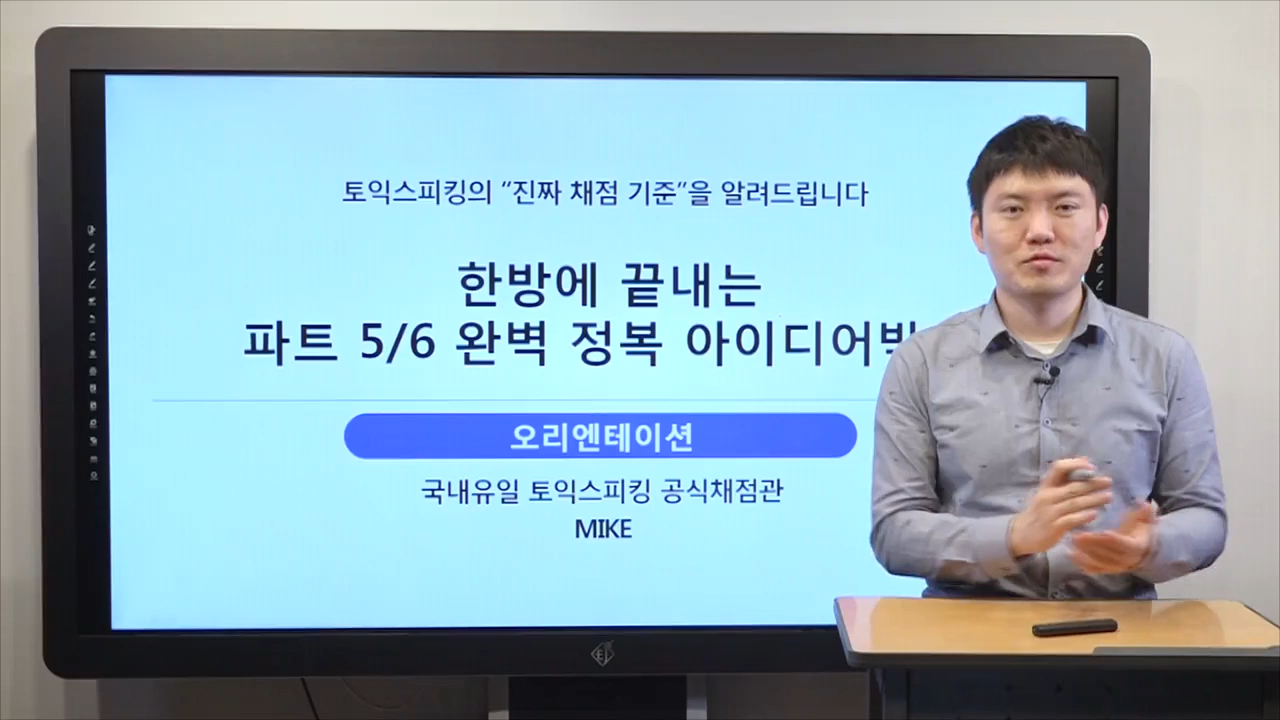 토익스피킹의 “진짜 채점 기준”을 알려드립니다
한방에 끝내는
파트 5/6 완벽 정복
오리엔테이션
국내유일 토익스피킹 공식채점관
MIKE